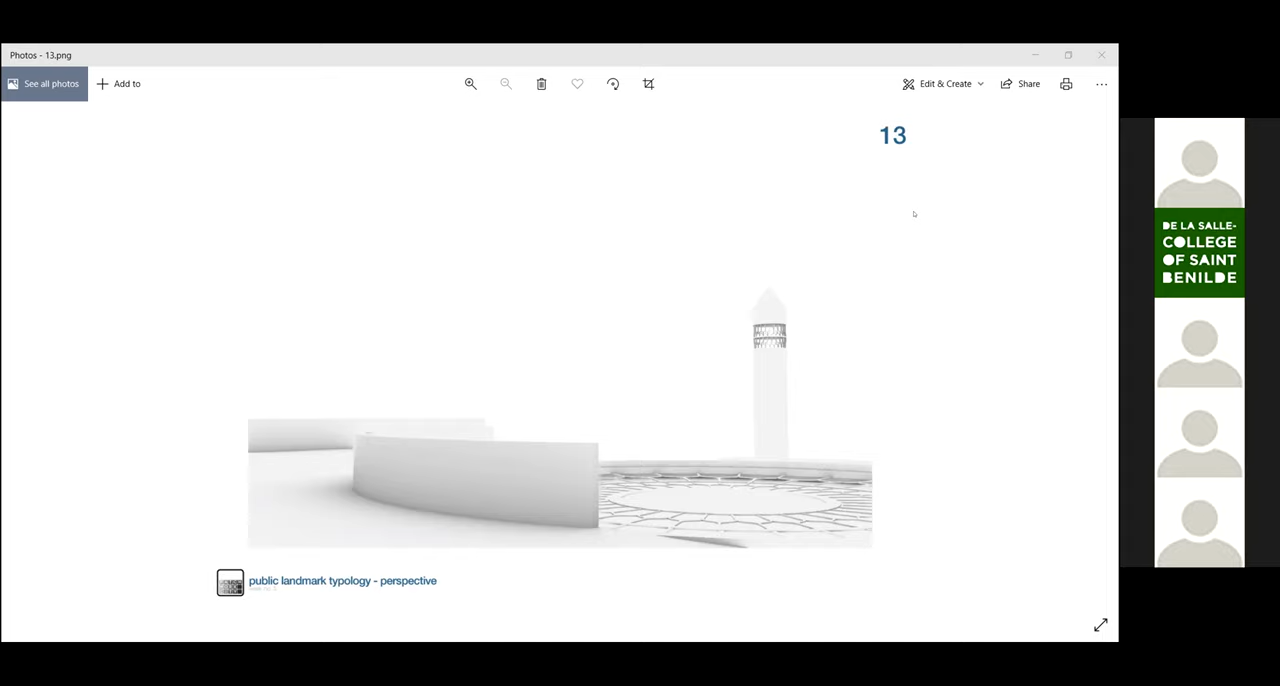 Photos - 13.png
See all photos
Add to
Edit & Create
Share
13
DE LA SALLE-
COLLEGE
OF SAINT
BENILDE
public landmark typology - perspective